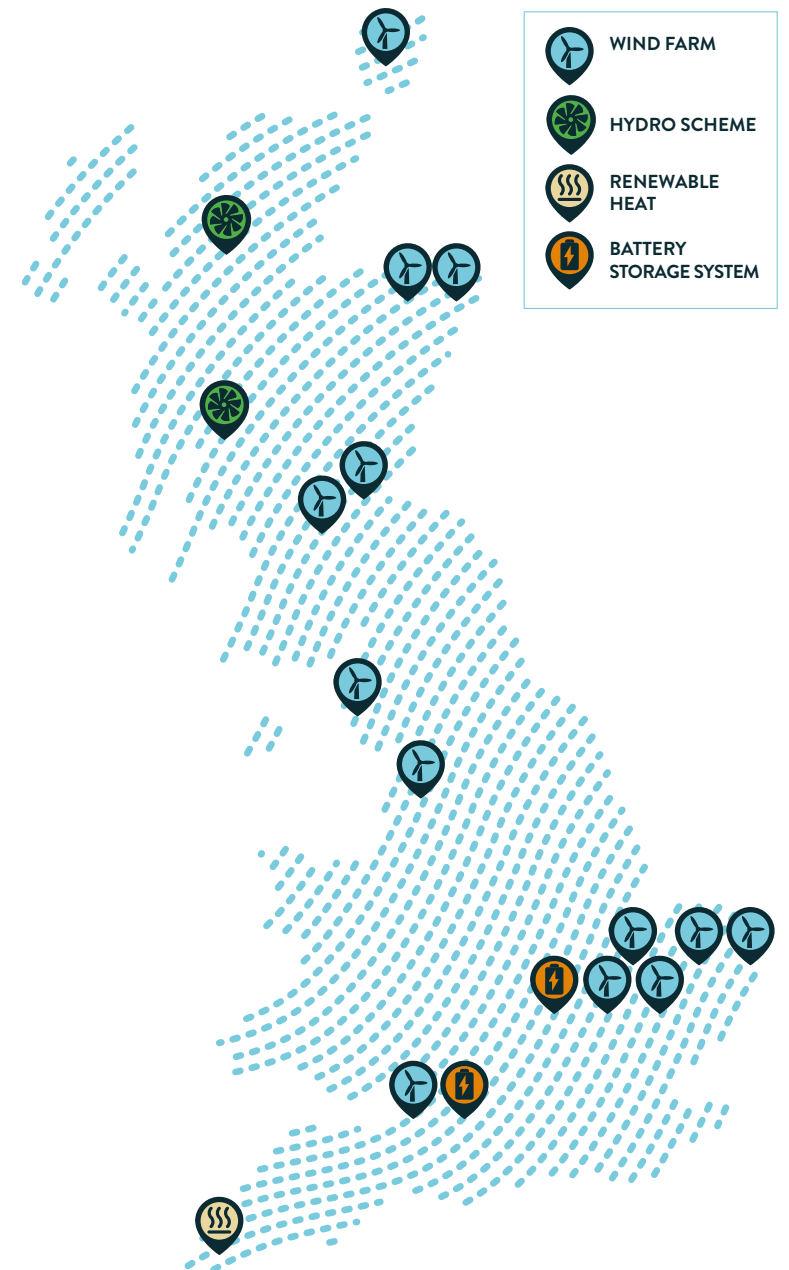 WIND FARM
HYDRO SCHEME
RENEWABLE
HEAT
BATTERY
STORAGE SYSTEM